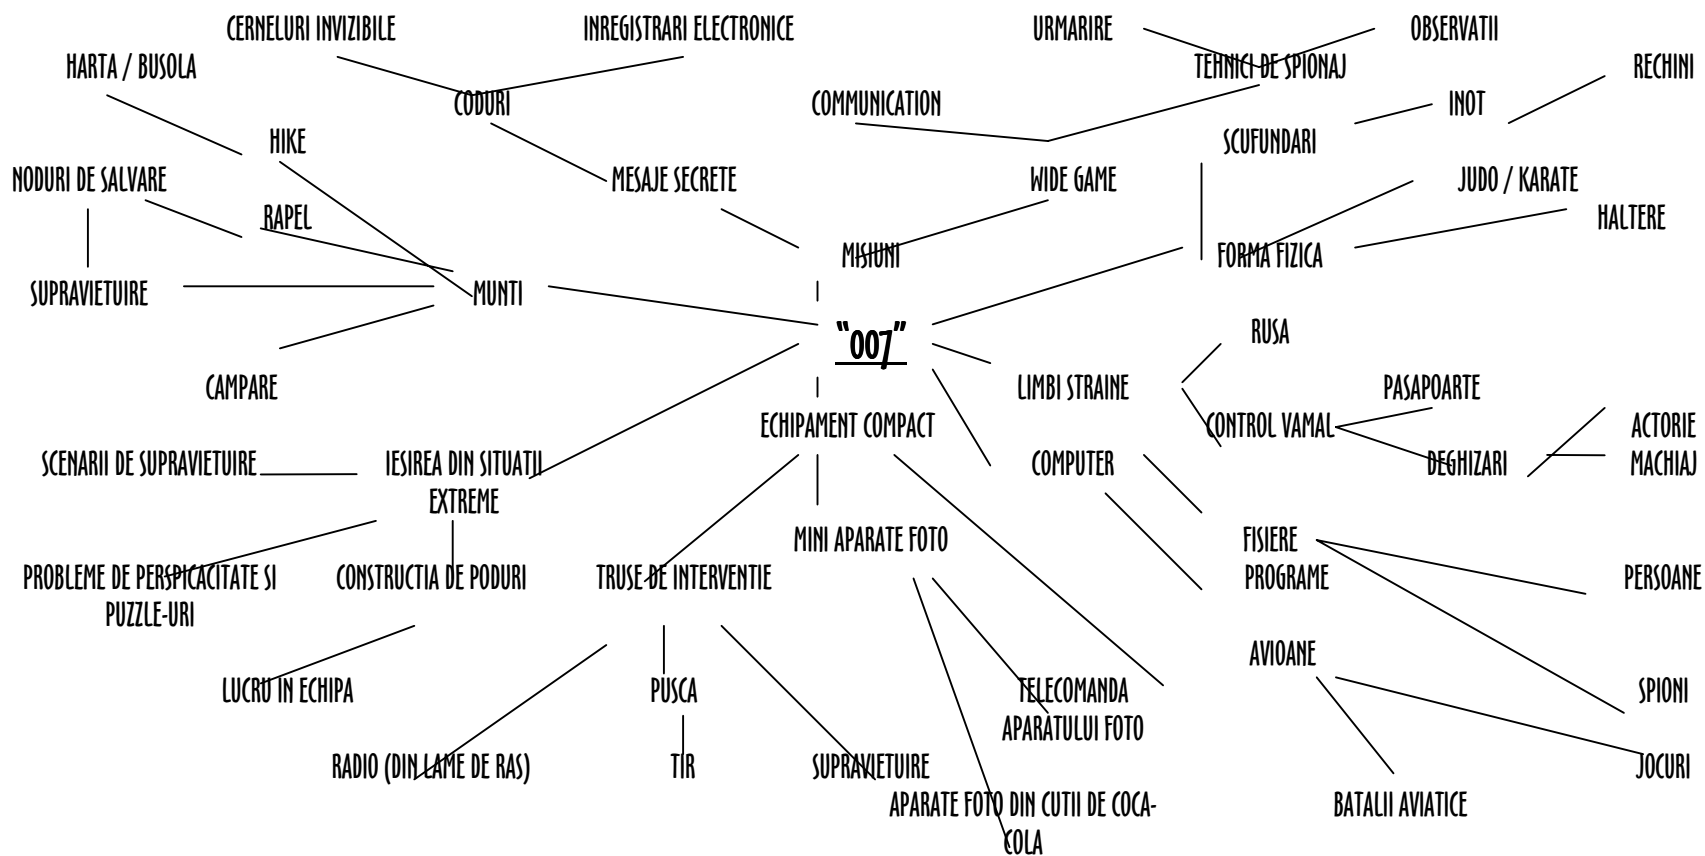 CERNELURI INVIZIBILE
INREGISTRARI ELECTRONICE
URMARIRE
OBSERVATII
HARTA / BUSOLA
TEHNICI DE SPIONAJ
RECHINI
CODURI
COMMUNICATION
INOT
HIKE
SCUFUNDARI
NODURI DE SALVARE
MESAJE SECRETE
WIDE GAME
JUDO / KARATE
RAPEL
HALTERE
MISIUNI
FORMA FIZICA
SUPRAVIETUIRE
MUNTI
"007"
RUSA
CAMPARE
LIMBI STRAINE
PASAPOARTE
ECHIPAMENT COMPACT
CONTROL VAMAL
ACTORIE
SCENARII DE SUPRAVIETUIRE
IESIREA DIN SITUATII
EXTREME
COMPUTER
DEGHIZARI
MACHIAJ
MINI APARATE FOTO
FISIERE
PROBLEME DE PERSPICACITATE SI
PUZZLE-URI
CONSTRUCTIA DE PODURI
TRUSE DE INTERVENTIE
PROGRAME
PERSOANE
AVIOANE
LUCRU IN ECHIPA
PUSCA
TELECOMANDA
APARATULUI FOTO
SPIONI
RADIO (DIN LAME DE RAS)
TIR
SUPRAVIETUIRE
JOCURI
APARATE FOTO DIN CUTII DE COCA-
COLA
BATALII AVIATICE